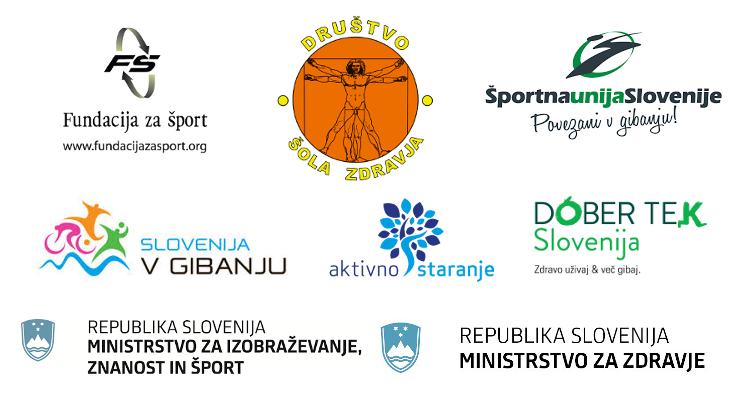 FŠ
Fundacija za šport
www.fundacijazasport.org
DRUŠTVO
ŠOLA ZDRAVJA
ŠportnaunijaSlovenije
Povezani v gibanju!
SLOVENIJA
V GIBANJU
aktivno staranje
DOBER TEK
Slovenija
Zdravo uživaj & več gibaj.
REPUBLIKA SLOVENIJA
MINISTRSTVO ZA IZOBRAŽEVANJE,
ZNANOST IN ŠPORT
REPUBLIKA SLOVENIJA
MINISTRSTVO ZA ZDRAVJE